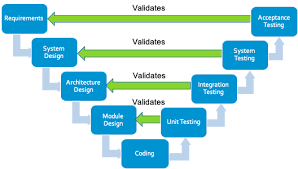 Validates
Requirements
Acceptance
Testing
Validates
System
Design
System
Testing
Validates
Architecture
Design
Integration
Testing
Validates
Module
Design
Unit Testing
Coding